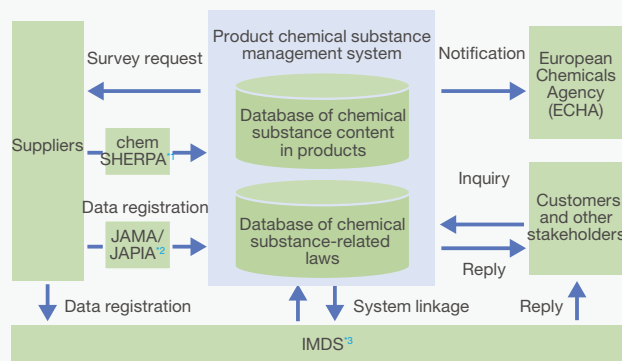 Product chemical substance
management system
Survey request
Notification
European
Chemicals
Agency
(ECHA)
Database of chemical
substance content
in products
Suppliers
chem
SHERPA*1
Inquiry
Customers
and other
stakeholders
Data registration
JAMA/
JAPIA*2
Database of chemical
substance-related
laws
Reply
Data registration
System linkage
Reply
IMDS*3